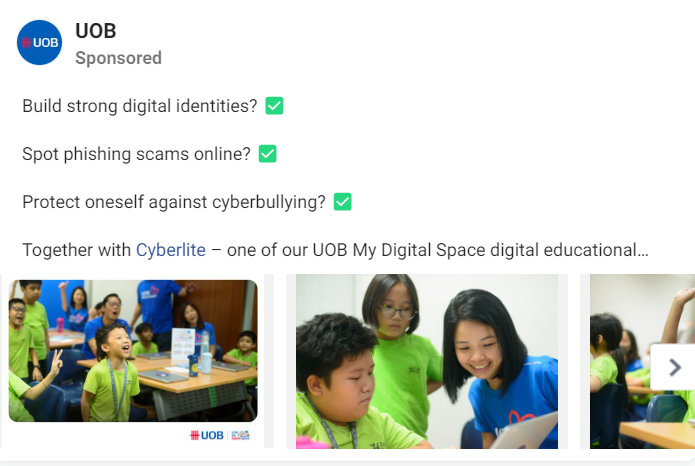 UOB
UOB
Sponsored
Build strong digital identities? ✅
Spot phishing scams online? ✅
Protect oneself against cyberbullying? ✅
Together with Cyberlite – one of our UOB My Digital Space digital educational...
UOB